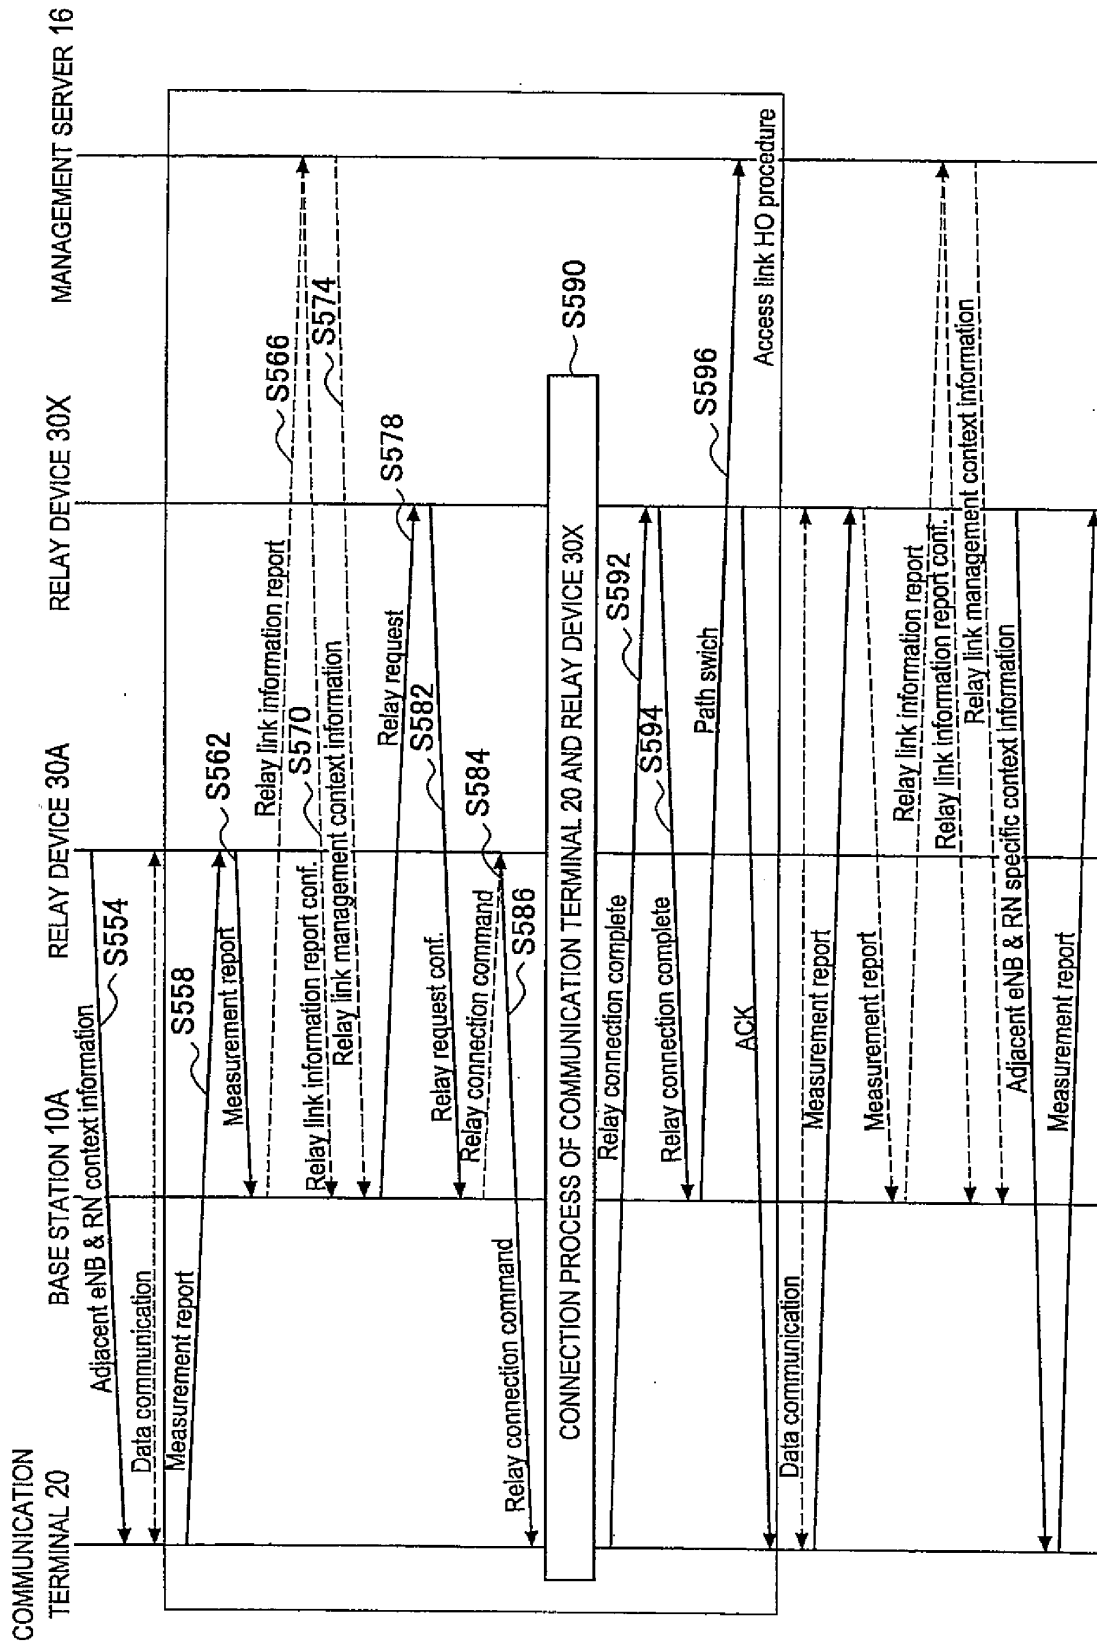 COMMUNICATION
TERMINAL 20
BASE STATION 10A
RELAY DEVICE 30A
RELAY DEVICE 30X
MANAGEMENT SERVER 16
Adjacent eNB & RN context information
S554
Data communication
Measurement report
S558
Measurement report
S562
Relay link information report
S566
Relay link information report conf.
S570
Relay link management context information
S574
Relay request
S578
Relay request conf.
S582
Relay connection command
S584
Relay connection command
S586
CONNECTION PROCESS OF COMMUNICATION TERMINAL 20 AND RELAY DEVICE 30X
S590
Relay connection complete
S592
Relay connection complete
S594
Path swich
S596
ACK
Access link HO procedure
Data communication
Measurement report
Measurement report
Relay link information report
Relay link information report conf.
Relay link management context information
Adjacent eNB & RN specific context information
Measurement report